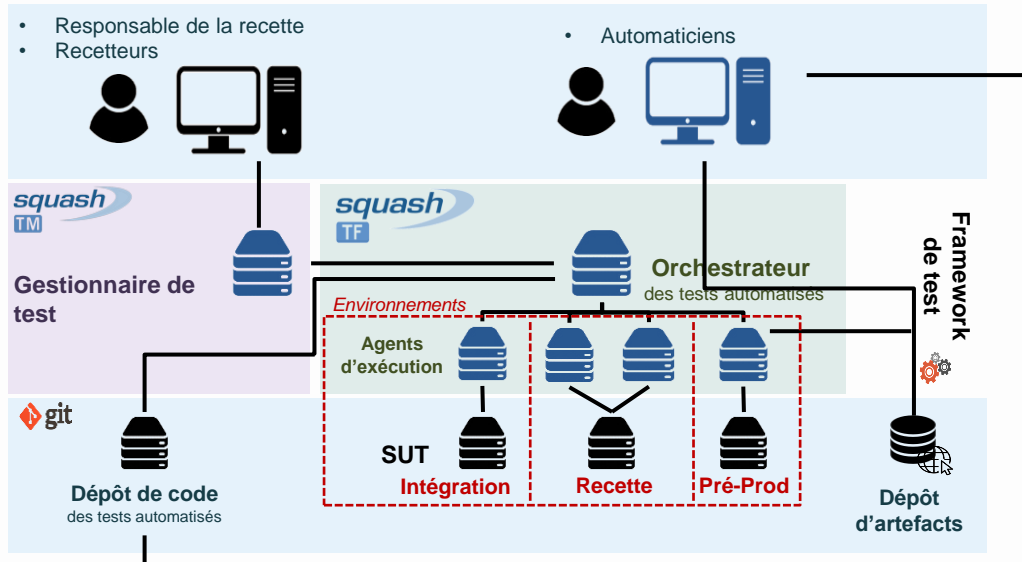 • Responsable de la recette
• Recetteurs
• Automaticiens
squash
TM
squash
TF
Framework
de test
Gestionnaire de
test
Orchestrateur
des tests automatisés
Environnements
Agents
d'exécution
git
SUT
Intégration
Recette
Pré-Prod
Dépôt de code
des tests automatisés
Dépôt
d'artefacts